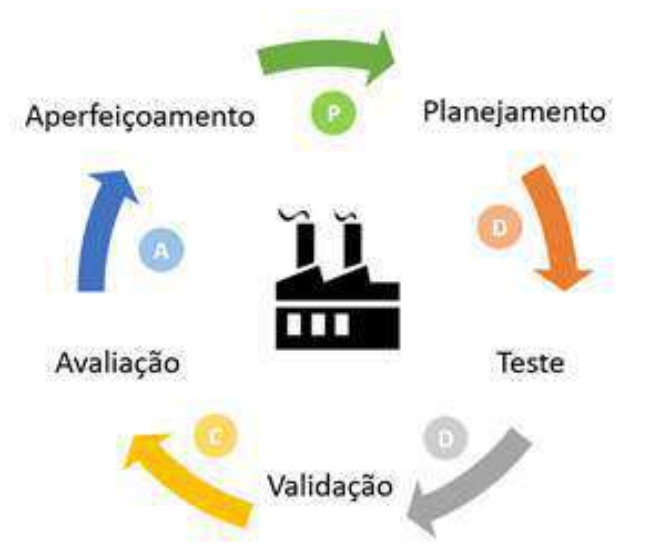 Aperfeiçoamento
P
Planejamento
A
D
Avaliação
Teste
C
D
Validação